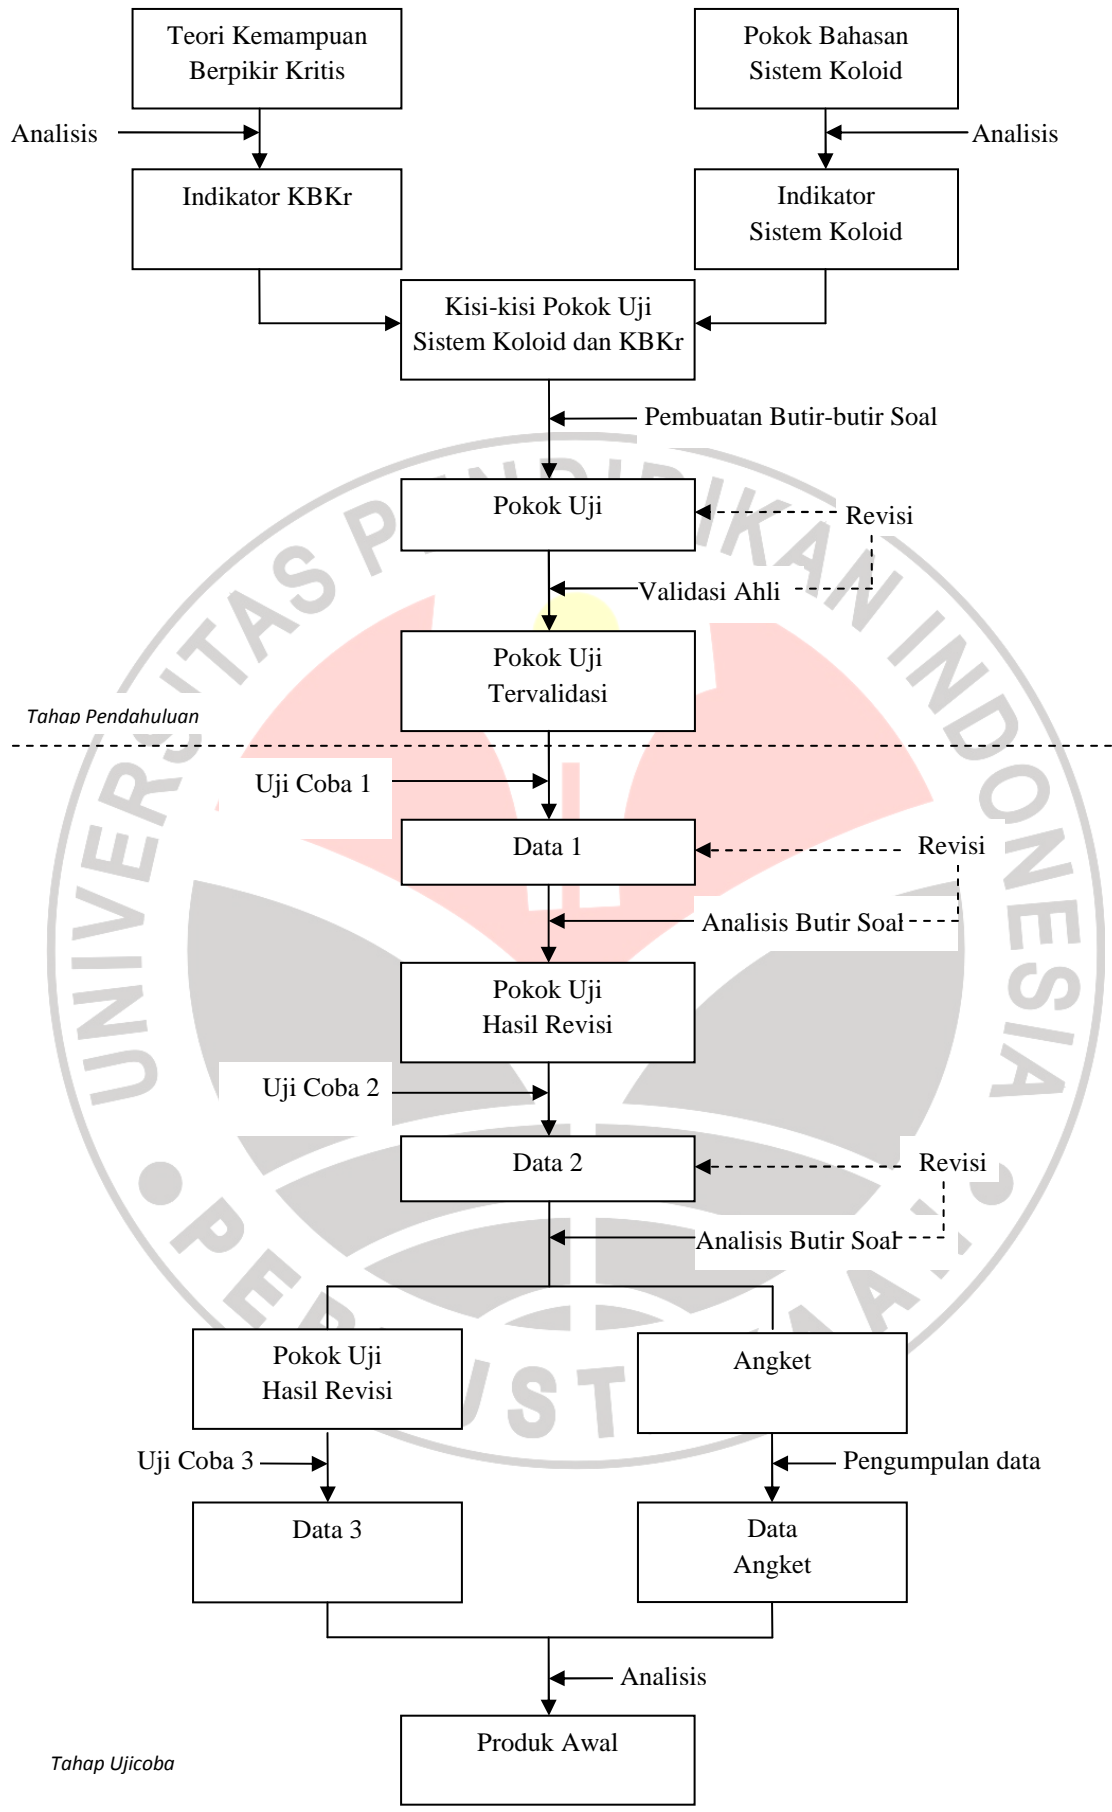 Teori Kemampuan
Berpikir Kritis
Pokok Bahasan
Sistem Koloid
Analisis
Analisis
Indikator KBKr
Indikator
Sistem Koloid
Kisi-kisi Pokok Uji
Sistem Koloid dan KBKr
Pembuatan Butir-butir Soal
Pokok Uji
Revisi
Validasi Ahli
Pokok Uji
Tervalidasi
Tahap Pendahuluan
Uji Coba 1
Data 1
Revisi
Analisis Butir Soal
Pokok Uji
Hasil Revisi
Uji Coba 2
Data 2
Revisi
Analisis Butir Soal
Pokok Uji
Hasil Revisi
Angket
Uji Coba 3
Pengumpulan data
Data 3
Data
Angket
Analisis
Produk Awal
Tahap Ujicoba